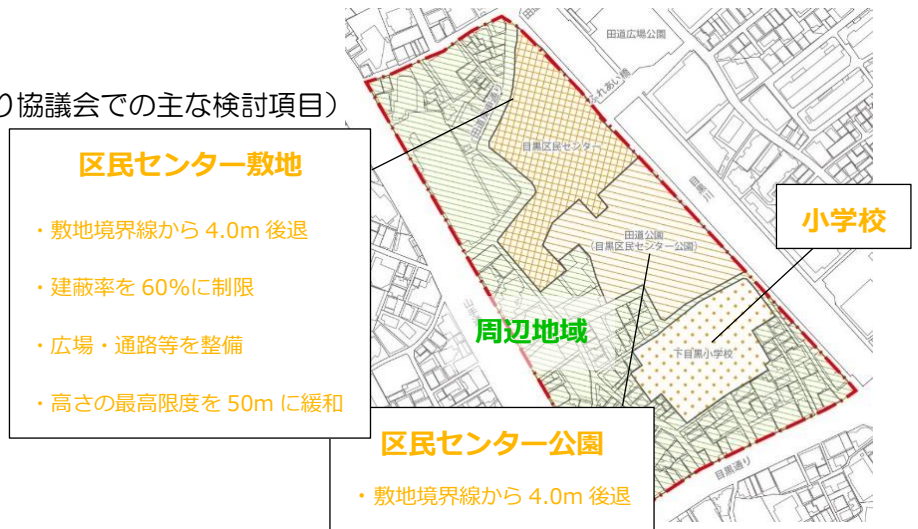 り協議会での主な検討項目）
区民センター敷地
・敷地境界線から 4.0m 後退
・建蔽率を 60%に制限
・広場・通路等を整備
・高さの最高限度を 50m に緩和
田道広場公園
ふれあい橋
目黒区民センター
目黒川
小学校
田道公園
（目黒区民センター公園）
周辺地域
下目黒小学校
区民センター公園
・敷地境界線から 4.0m 後退
目黒通り